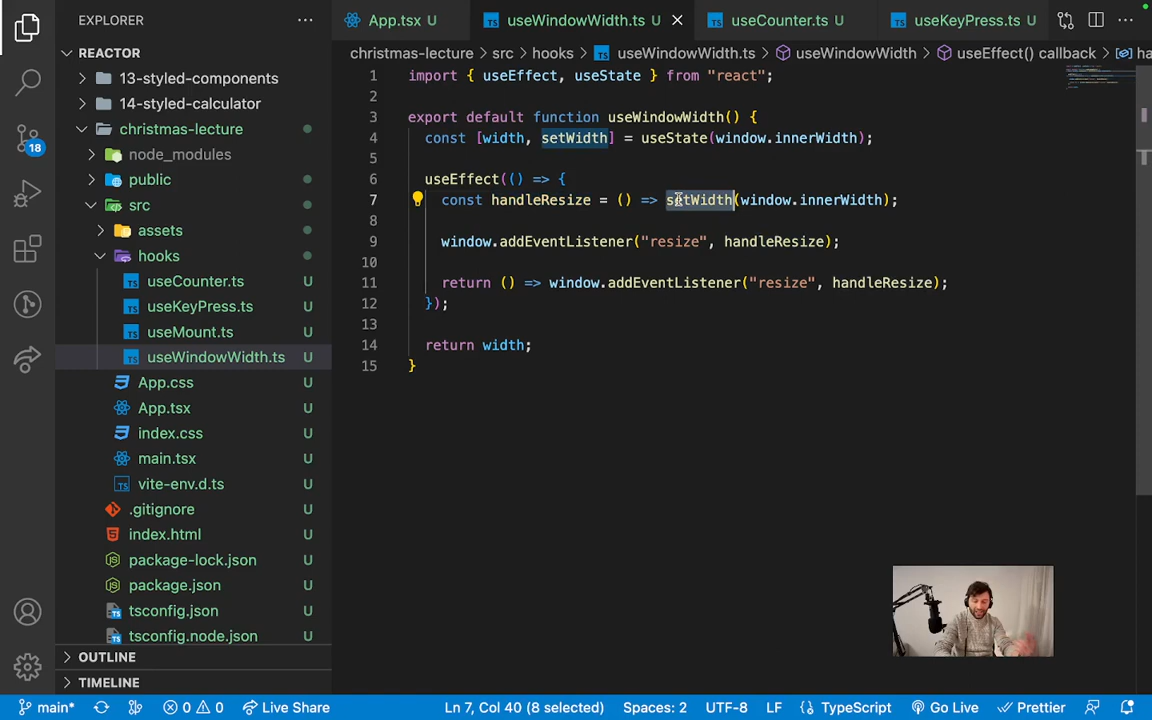 EXPLORER
REACTOR
13-styled-components
14-styled-calculator
christmas-lecture
node_modules
public
src
assets
hooks
useCounter.ts U
useKeyPress.ts U
useMount.ts U
useWindowWidth.ts U
App.css U
App.tsx U
index.css U
main.tsx U
vite-env.d.ts U
.gitignore U
index.html U
package-lock.json U
package.json U
tsconfig.json U
tsconfig.node.json U
OUTLINE
TIMELINE
18
App.tsx U
useWindowWidth.ts U
useCounter.ts U
useKeyPress.ts U
christmas-lecture > src > hooks > useWindowWidth.ts > useWindowWidth > useEffect() callback > ha
1 import { useEffect, useState } from "react";
2
3 export default function useWindowWidth() {
4 const [width, setWidth] = useState(window.innerWidth);
5
6 useEffect(() => {
7 const handleResize = () => setWidth(window.innerWidth);
8
9 window.addEventListener("resize", handleResize);
10
11 return () => window.addEventListener("resize", handleResize);
12 });
13
14 return width;
15 }
main* 0 0 Live Share Ln 7, Col 40 (8 selected) Spaces: 2 UTF-8 LF {} TypeScript Go Live Prettier